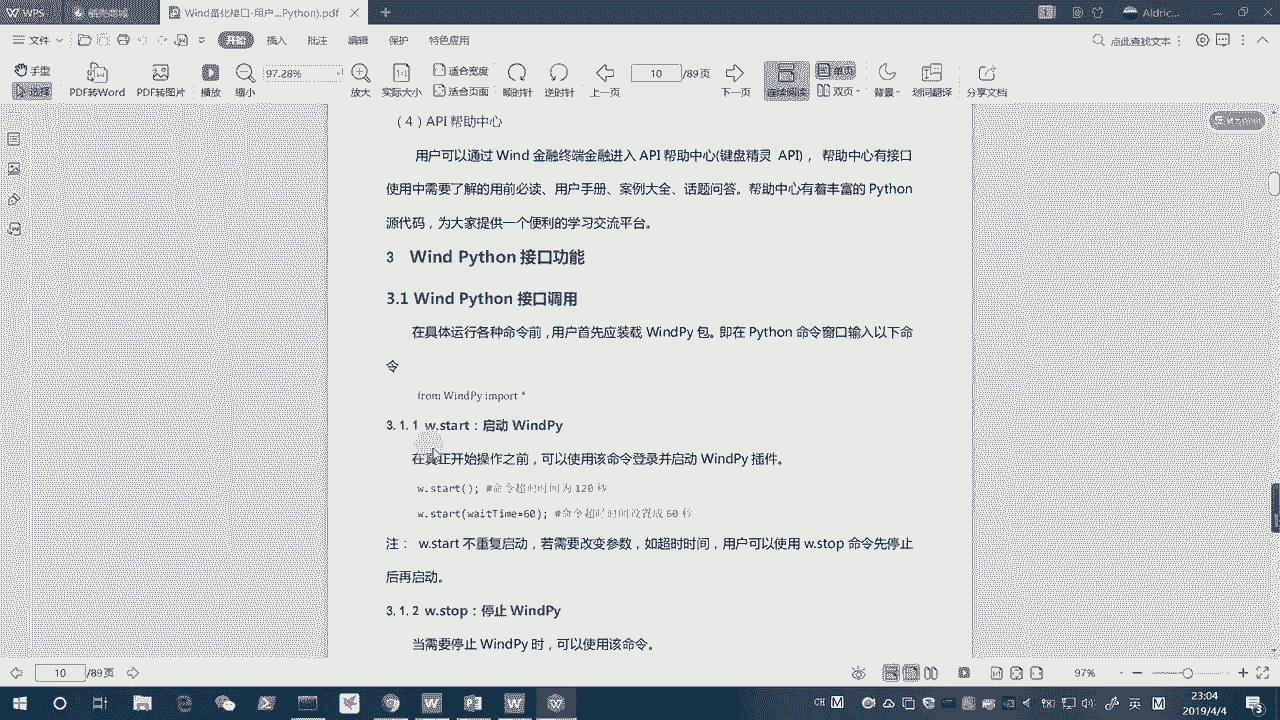 WPS
Wind量化接口-用户...Python).pdf
Aldric...
文件
开始
插入
批注
编辑
保护
特色应用
点此查找文本
手型
选择
PDF转Word
PDF转图片
播放
缩小
97.28%
放大
实际大小
适合宽度
适合页面
顺时针
逆时针
上一页
10
/89页
下一页
连续阅读
单页
双页
背景
划词翻译
分享文档
（4）API 帮助中心
用户可以通过 Wind 金融终端金融进入 API 帮助中心(键盘精灵 API)， 帮助中心有接口
使用中需要了解的用前必读、用户手册、案例大全、话题问答。帮助中心有着丰富的 Python
源代码，为大家提供一个便利的学习交流平台。
3 Wind Python 接口功能
3.1 Wind Python 接口调用
在具体运行各种命令前，用户首先应装载 WindPy 包。即在 Python 命令窗口输入以下命
令
from WindPy import *
3.1.1 w.start：启动 WindPy
在真正开始操作之前，可以使用该命令登录并启动 WindPy 插件。
w.start(); #命令超时时间为 120 秒
w.start(waitTime=60); #命令超时时间设置成 60 秒
注： w.start 不重复启动，若需要改变参数，如超时时间，用户可以使用 w.stop 命令先停止
后再启动。
3.1.2 w.stop：停止 WindPy
当需要停止 WindPy 时，可以使用该命令。
10
/89页
97%
CH
M
英
M
23:04
2019/4/4